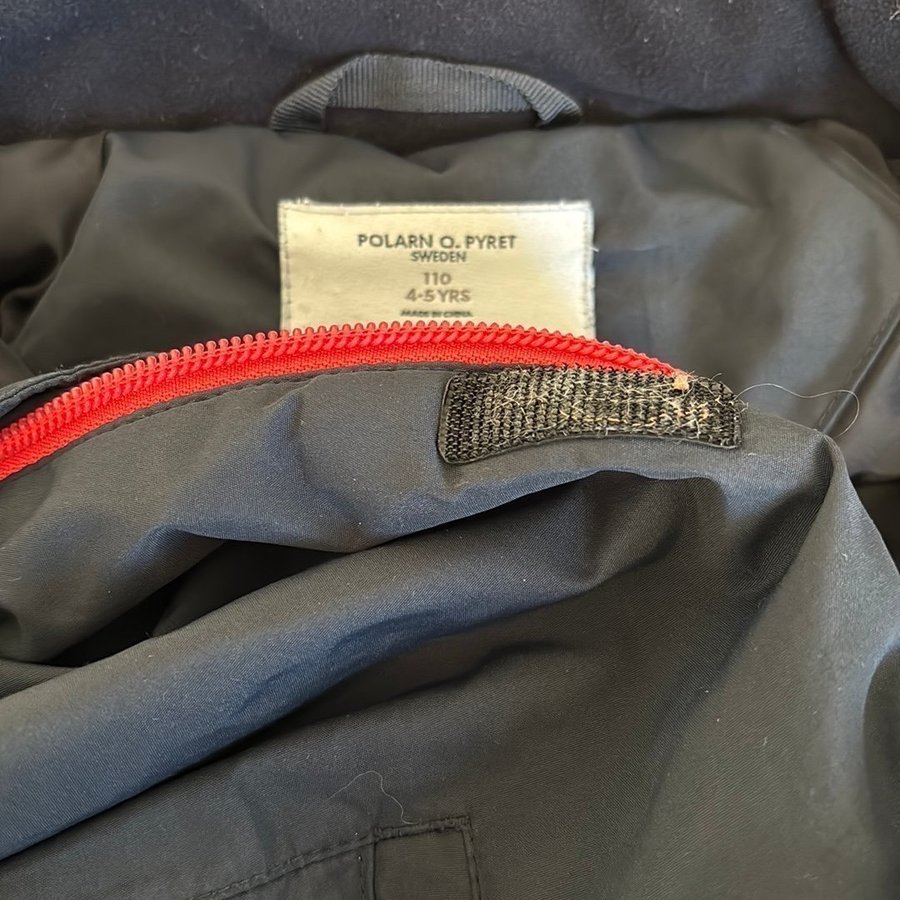 POLARN O. PYRET
SWEDEN
110
4-5 YRS
MADE IN CHINA